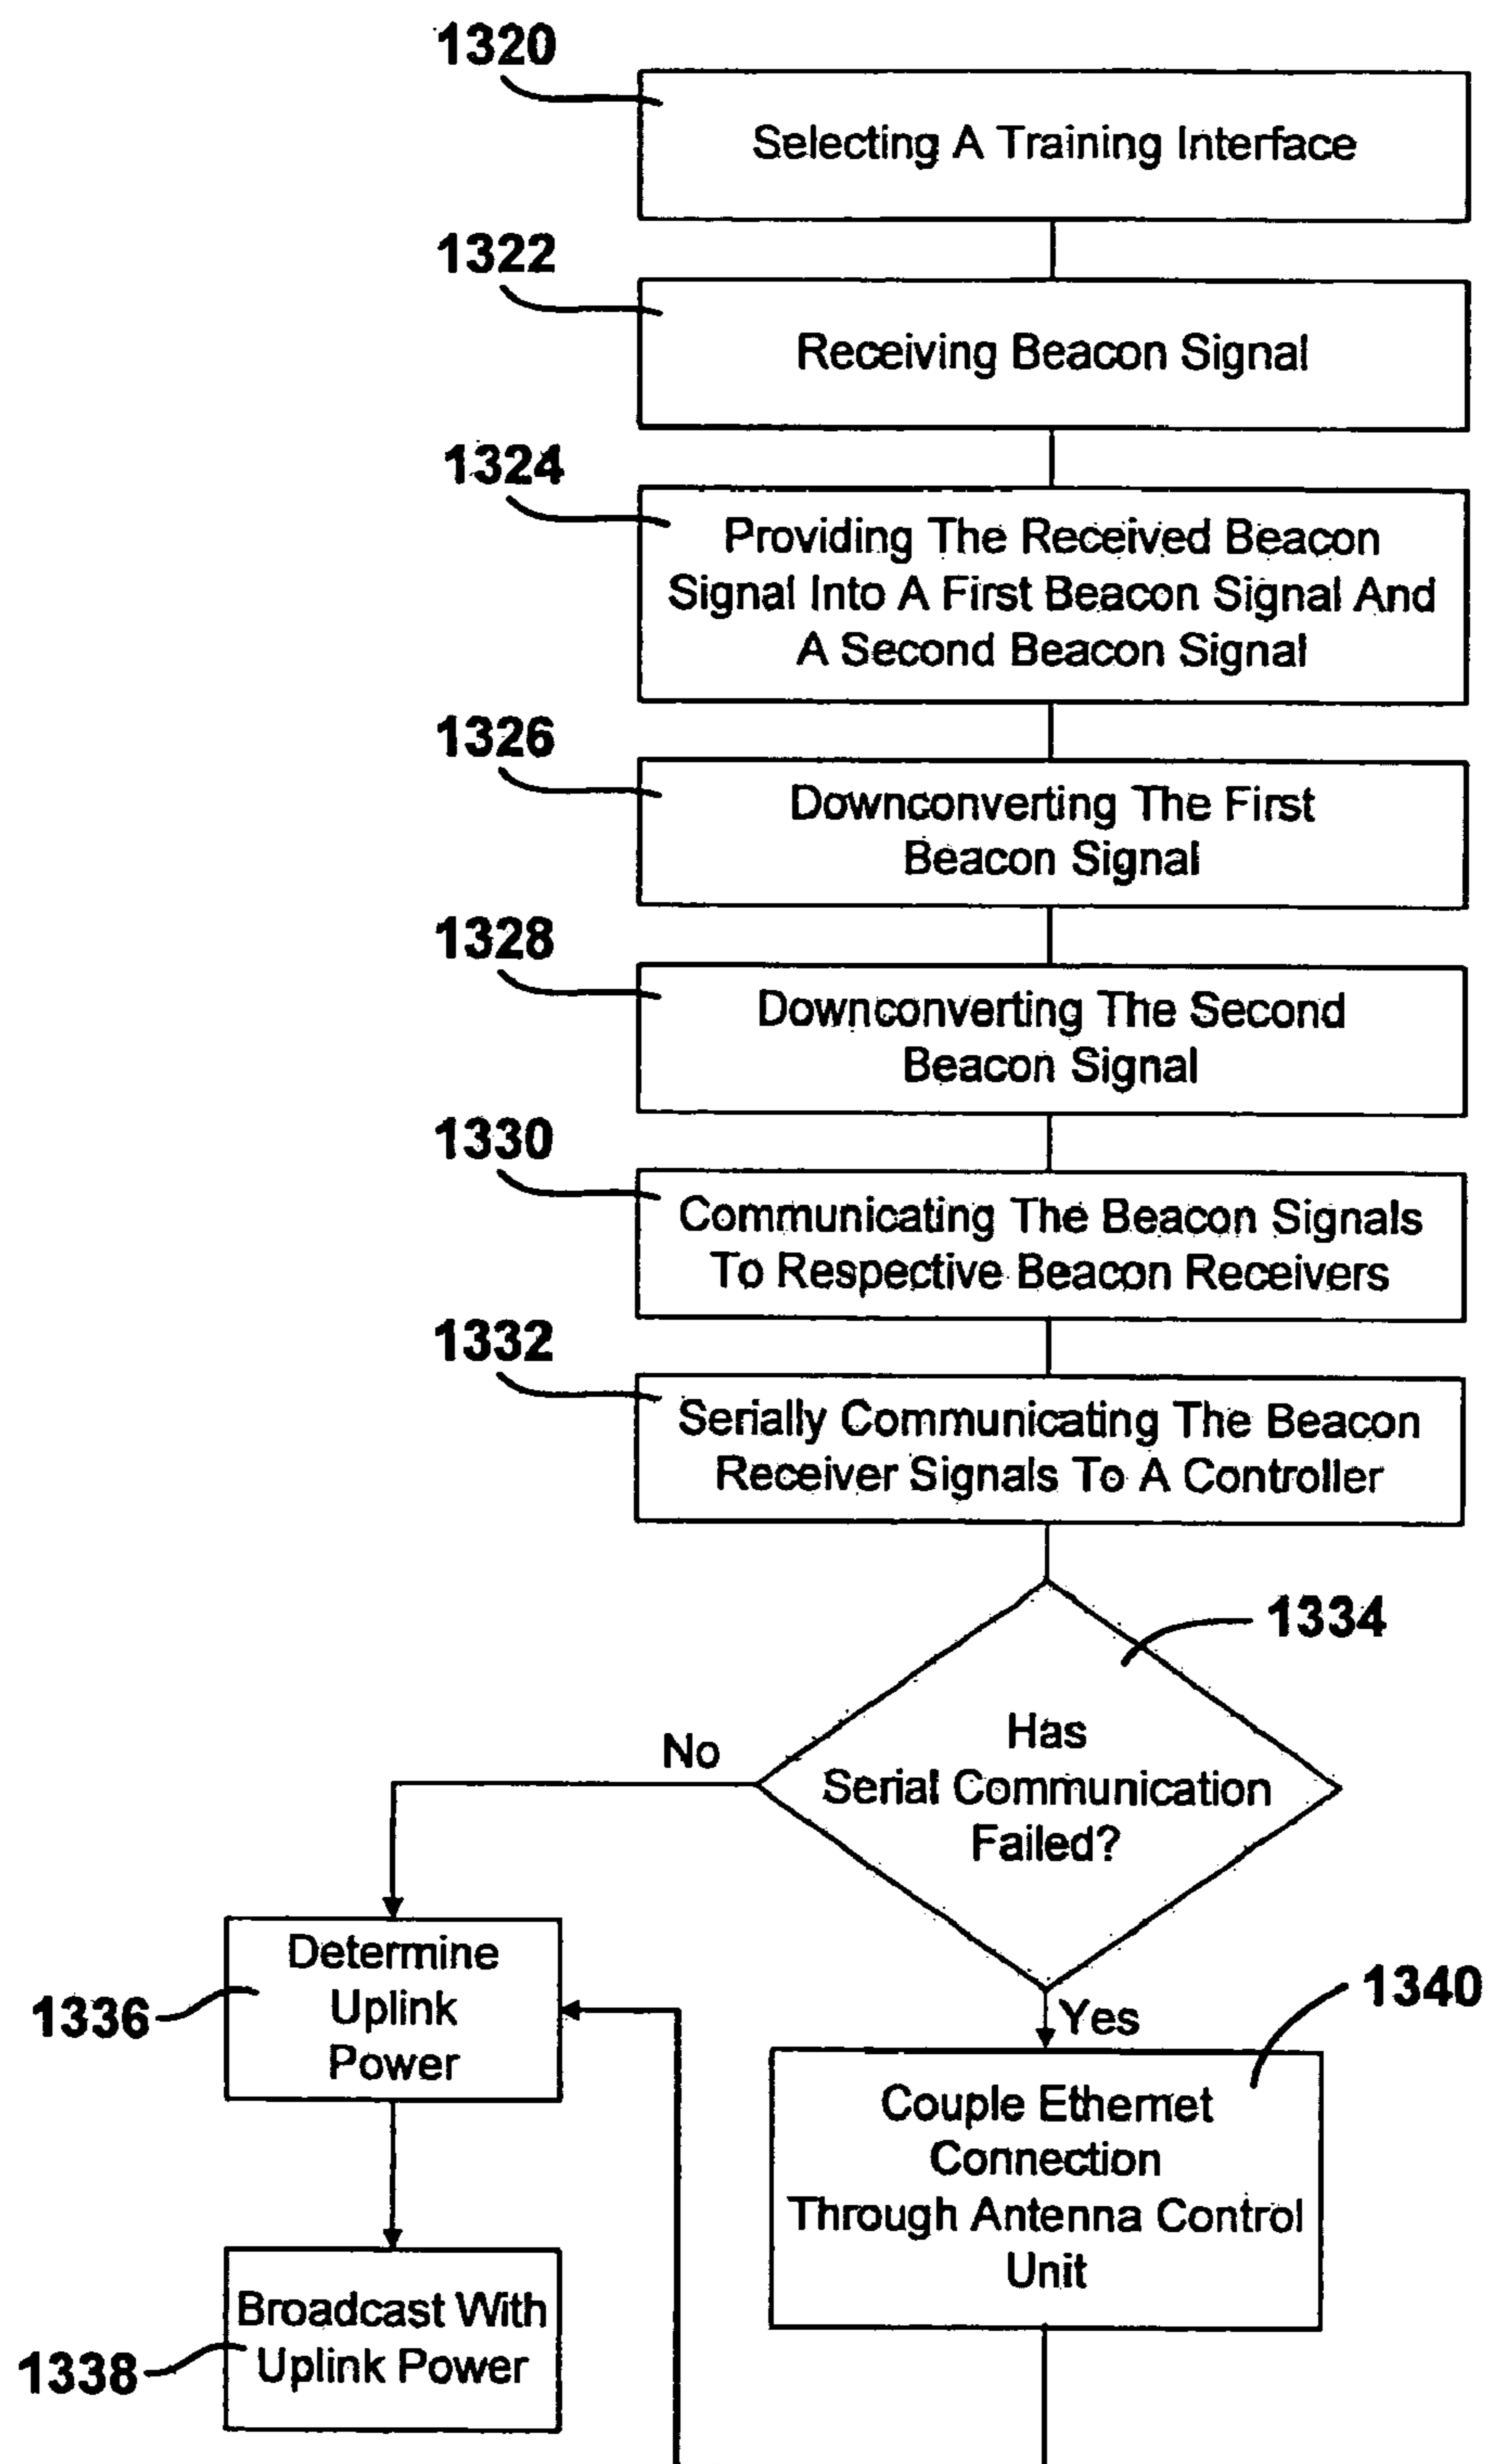 1320
Selecting A Training Interface
1322
Receiving Beacon Signal
1324
Providing The Received Beacon
Signal Into A First Beacon Signal And
A Second Beacon Signal
1326
Downconverting The First
Beacon Signal
1328
Downconverting The Second
Beacon Signal
1330
Communicating The Beacon Signals
To Respective Beacon Receivers
1332
Serially Communicating The Beacon
Receiver Signals To A Controller
1334
Has
Serial Communication
Failed?
No
Yes
1336
Determine
Uplink
Power
1340
Couple Ethernet
Connection
Through Antenna Control
Unit
1338
Broadcast With
Uplink Power